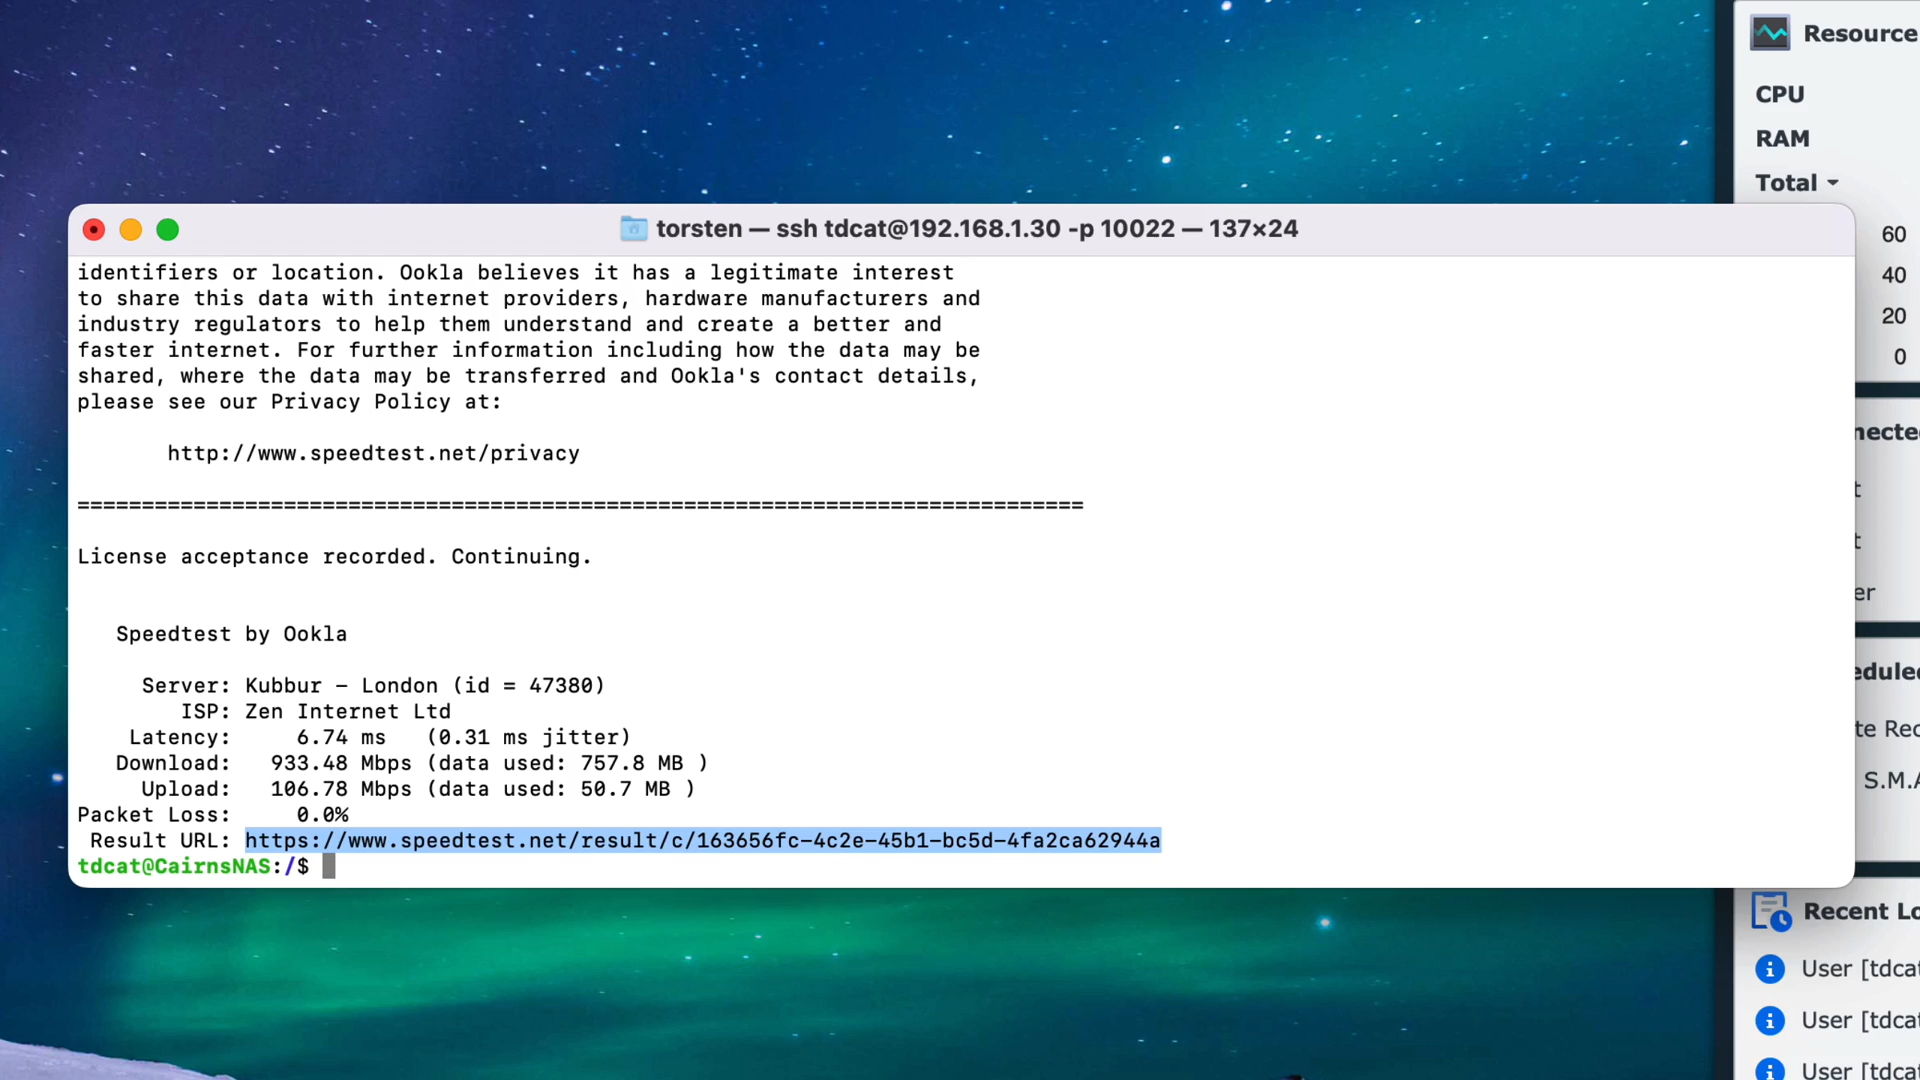 Resource
CPU
RAM
Total
60
40
20
0
torsten — ssh tdcat@192.168.1.30 -p 10022 — 137×24
identifiers or location. Ookla believes it has a legitimate interest
to share this data with internet providers, hardware manufacturers and
industry regulators to help them understand and create a better and
faster internet. For further information including how the data may be
shared, where the data may be transferred and Ookla's contact details,
please see our Privacy Policy at:
http://www.speedtest.net/privacy
==============================================================================
License acceptance recorded. Continuing.
Speedtest by Ookla
Server: Kubbur – London (id = 47380)
ISP: Zen Internet Ltd
Latency: 6.74 ms (0.31 ms jitter)
Download: 933.48 Mbps (data used: 757.8 MB )
Upload: 106.78 Mbps (data used: 50.7 MB )
Packet Loss: 0.0%
Result URL: https://www.speedtest.net/result/c/163656fc-4c2e-45b1-bc5d-4fa2ca62944a
tdcat@CairnsNAS:/$
Recent Lo
User [tdcat
User [tdcat
User [tdcat